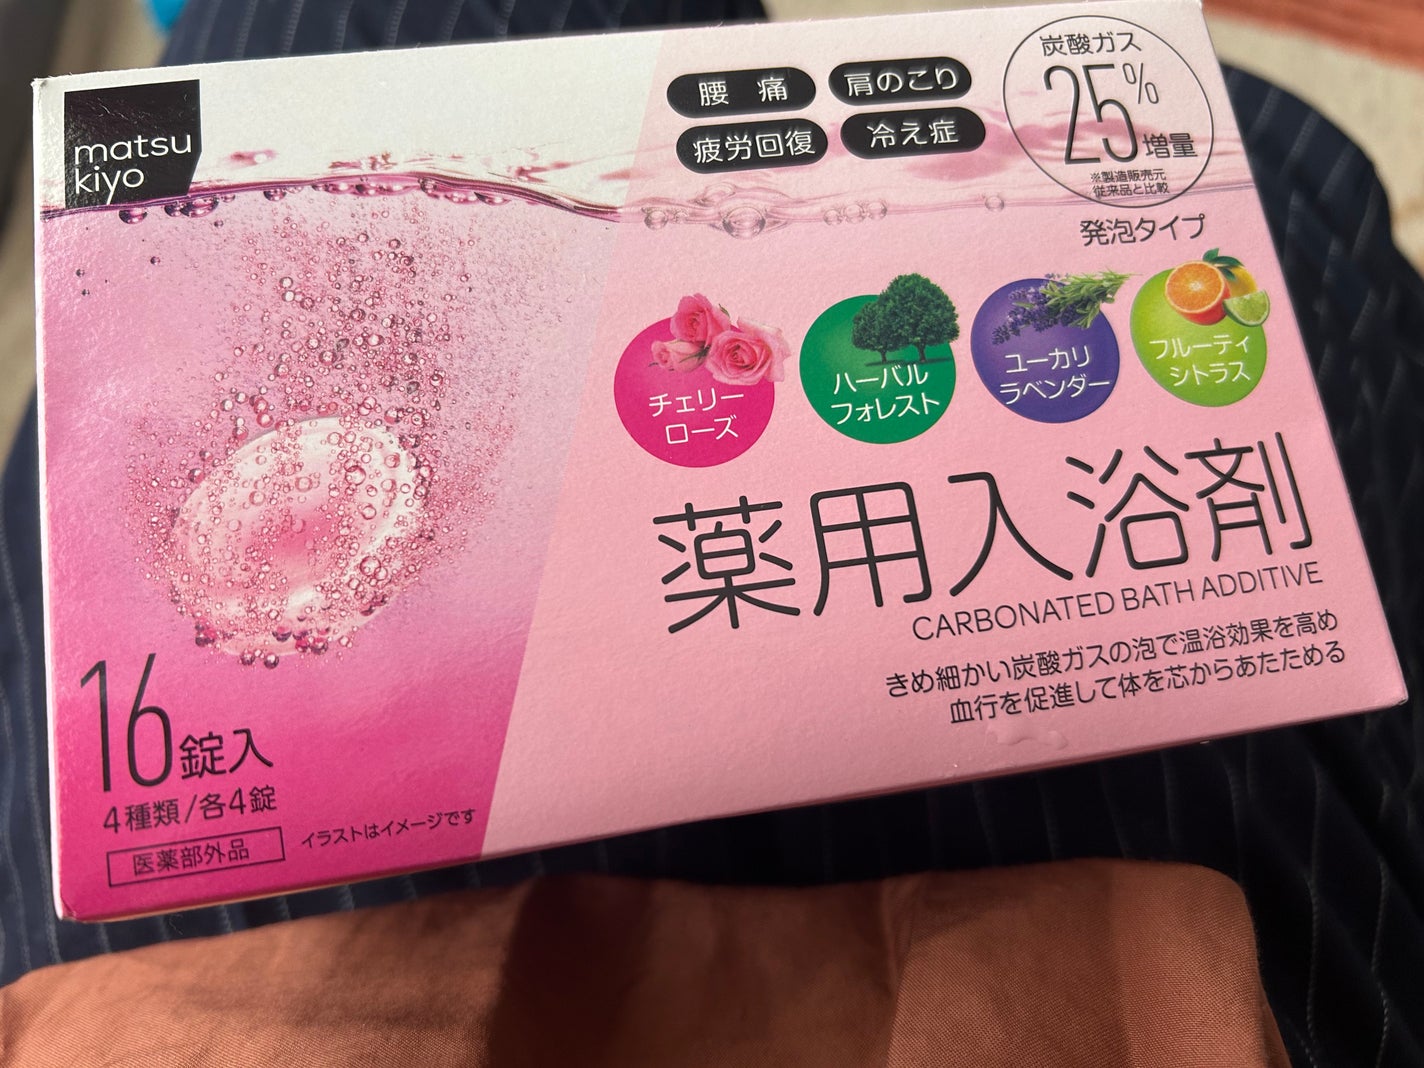 matsu
kiyo
腰痛
肩のこり
疲労回復
冷え症
炭酸ガス
25%
増量
※製造販売元
従来品と比較
発泡タイプ
チェリー
ローズ
ハーバル
フォレスト
ユーカリ
ラベンダー
フルーティ
シトラス
薬用入浴剤
CARBONATED BATH ADDITIVE
きめ細かい炭酸ガスの泡で温浴効果を高め
血行を促進して体を芯からあたためる
16錠入
4種類/各4錠
医薬部外品
イラストはイメージです